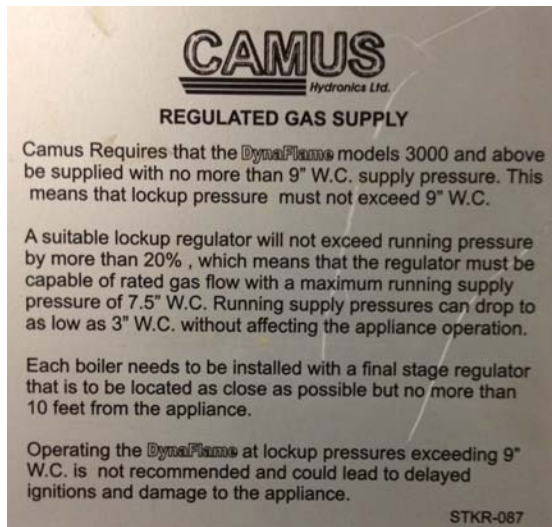 CAMUS
Hydronics Ltd.
REGULATED GAS SUPPLY
Camus Requires that the DynaFlame models 3000 and above
be supplied with no more than 9" W.C. supply pressure. This
means that lockup pressure must not exceed 9" W.C.
A suitable lockup regulator will not exceed running pressure
by more than 20% , which means that the regulator must be
capable of rated gas flow with a maximum running supply
pressure of 7.5" W.C. Running supply pressures can drop to
as low as 3" W.C. without affecting the appliance operation.
Each boiler needs to be installed with a final stage regulator
that is to be located as close as possible but no more than
10 feet from the appliance.
Operating the DynaFlame at lockup pressures exceeding 9"
W.C. is not recommended and could lead to delayed
ignitions and damage to the appliance.
STKR-087